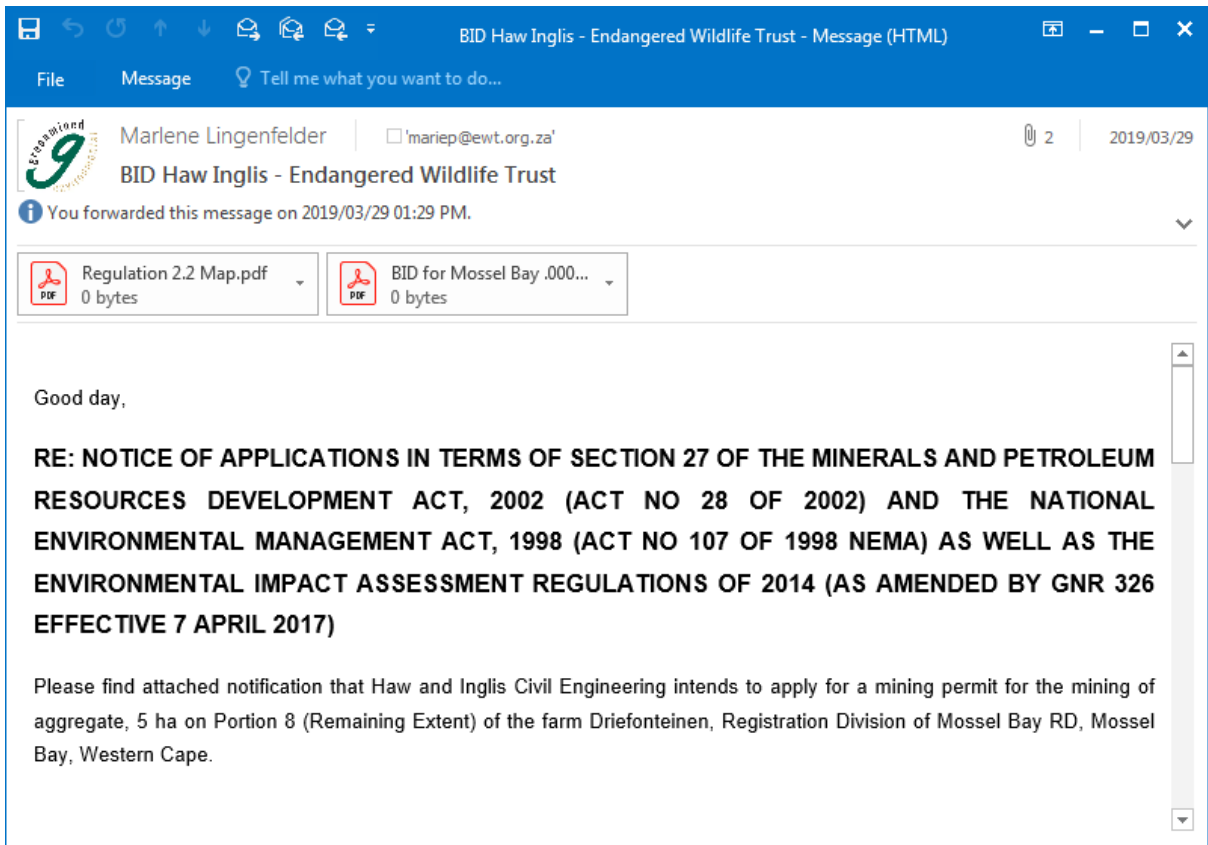 BID Haw Inglis - Endangered Wildlife Trust - Message (HTML)
File Message Tell me what you want to do...
Marlene Lingenfelder 'mariep@ewt.org.za' 2 2019/03/29
BID Haw Inglis - Endangered Wildlife Trust
You forwarded this message on 2019/03/29 01:29 PM.
Regulation 2.2 Map.pdf
0 bytes
BID for Mossel Bay .000...
0 bytes
PDF
PDF
Good day,
RE: NOTICE OF APPLICATIONS IN TERMS OF SECTION 27 OF THE MINERALS AND PETROLEUM
RESOURCES DEVELOPMENT ACT, 2002 (ACT NO 28 OF 2002) AND THE NATIONAL
ENVIRONMENTAL MANAGEMENT ACT, 1998 (ACT NO 107 OF 1998 NEMA) AS WELL AS THE
ENVIRONMENTAL IMPACT ASSESSMENT REGULATIONS OF 2014 (AS AMENDED BY GNR 326
EFFECTIVE 7 APRIL 2017)
Please find attached notification that Haw and Inglis Civil Engineering intends to apply for a mining permit for the mining of
aggregate, 5 ha on Portion 8 (Remaining Extent) of the farm Driefonteinen, Registration Division of Mossel Bay RD, Mossel
Bay, Western Cape.